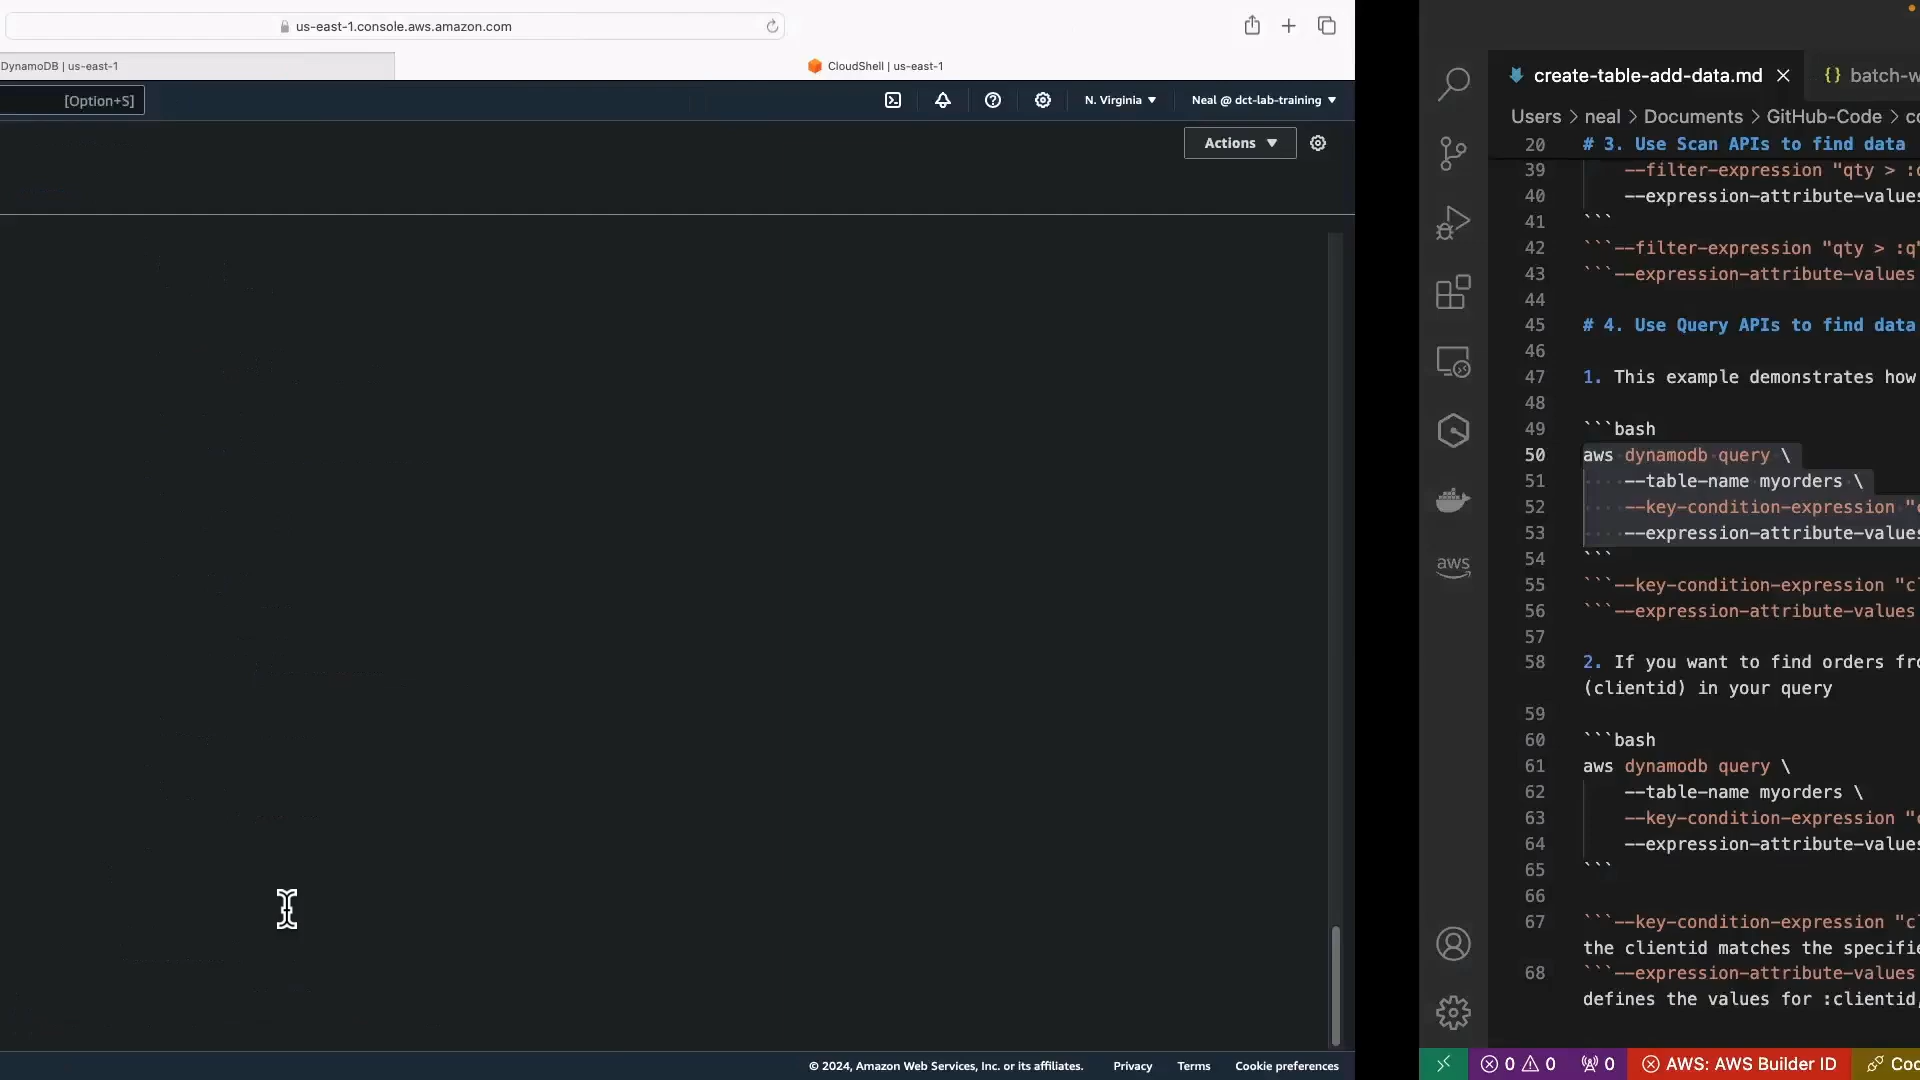 us-east-1.console.aws.amazon.com
DynamoDB | us-east-1
CloudShell | us-east-1
[Option+S]
N. Virginia
Neal @ dct-lab-training
Actions
© 2024, Amazon Web Services, Inc. or its affiliates.
Privacy
Terms
Cookie preferences
create-table-add-data.md
{} batch-w
Users > neal > Documents > GitHub-Code > co
20 # 3. Use Scan APIs to find data
39 --filter-expression "qty > :q
40 --expression-attribute-values
41 ```
42 ```--filter-expression "qty > :q"
43 ```--expression-attribute-values
44
45 # 4. Use Query APIs to find data
46
47 1. This example demonstrates how
48
49 ```bash
50 aws dynamodb query \
51 --table-name myorders \
52 --key-condition-expression "c
53 --expression-attribute-values
54 ```
55 ```--key-condition-expression "cl
56 ```--expression-attribute-values
57
58 2. If you want to find orders fro
(clientid) in your query
59
60 ```bash
61 aws dynamodb query \
62 --table-name myorders \
63 --key-condition-expression "c
64 --expression-attribute-values
65 ```
66
67 ```--key-condition-expression "cl
the clientid matches the specifie
68 ```--expression-attribute-values
defines the values for :clientid,
aws
0 0 0 AWS: AWS Builder ID Coo